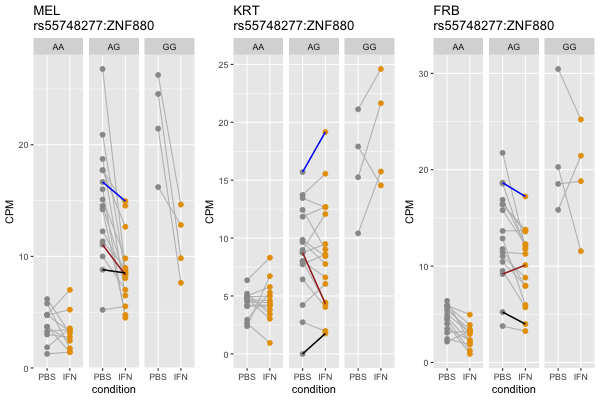 MEL
rs55748277:ZNF880
AA AG GG
20
10
0
CPM
PBS IFN PBS IFN PBS IFN
condition
KRT
rs55748277:ZNF880
AA AG GG
25
20
15
10
5
0
CPM
PBS IFN PBS IFN PBS IFN
condition
FRB
rs55748277:ZNF880
AA AG GG
30
20
10
0
CPM
PBS IFN PBS IFN PBS IFN
condition